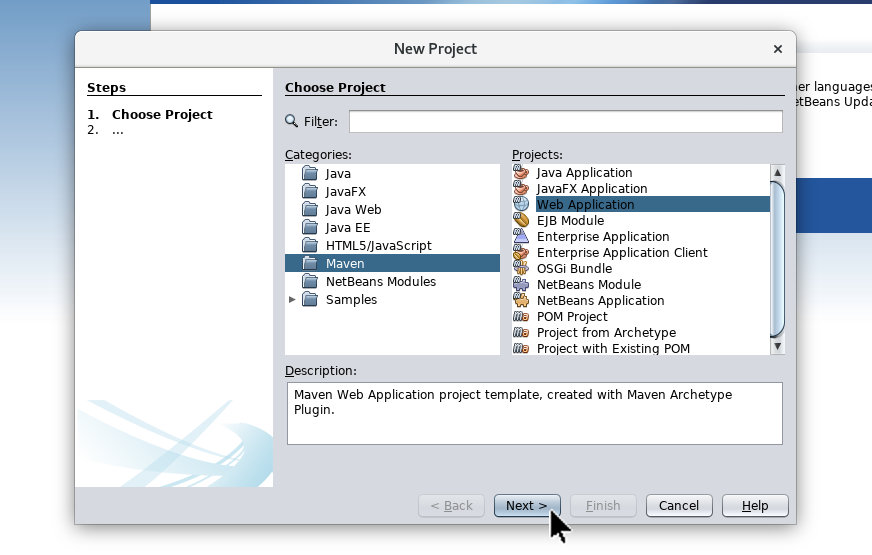 New Project
×
Steps
1. Choose Project
2. ...
Choose Project
Filter:
Categories:
Java
JavaFX
Java Web
Java EE
HTML5/JavaScript
Maven
NetBeans Modules
Samples
Projects:
Java Application
JavaFX Application
Web Application
EJB Module
Enterprise Application
Enterprise Application Client
OSGi Bundle
NetBeans Module
NetBeans Application
POM Project
Project from Archetype
Project with Existing POM
Description:
Maven Web Application project template, created with Maven Archetype
Plugin.
< Back
Next >
Finish
Cancel
Help
languages